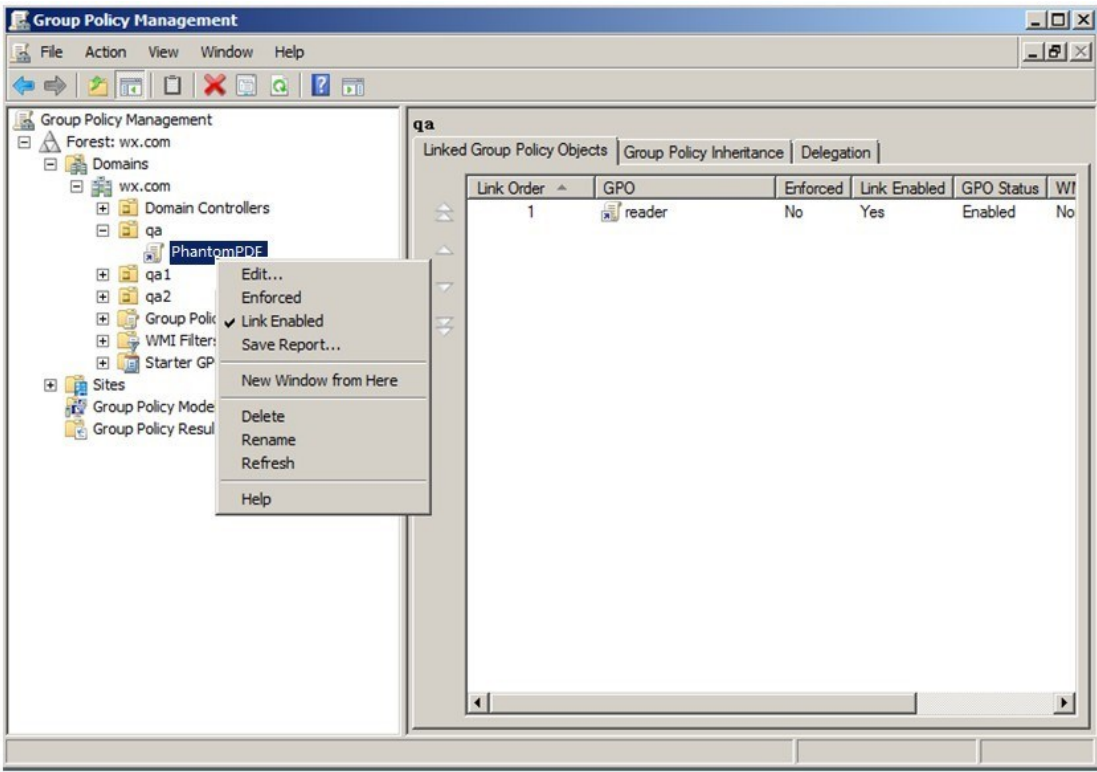 Group Policy Management
File Action View Window Help
Group Policy Management
Forest: wx.com
Domains
wx.com
Domain Controllers
qa
PhantomPDF
qa1
qa2
Group Polic
WMI Filters
Starter GP
Sites
Group Policy Mode
Group Policy Resul
Edit...
Enforced
Link Enabled
Save Report...
New Window from Here
Delete
Rename
Refresh
Help
qa
Linked Group Policy Objects Group Policy Inheritance Delegation
Link Order GPO Enforced Link Enabled GPO Status
1 reader No Yes Enabled No